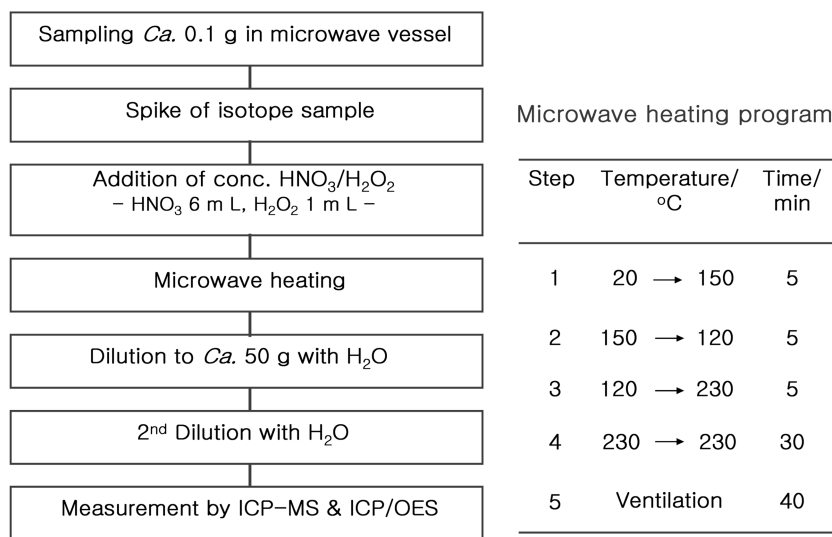 Sampling Ca. 0.1 g in microwave vessel
Spike of isotope sample
Addition of conc. HNO₃/H₂O₂
– HNO₃ 6 m L, H₂O₂ 1 m L –
Microwave heating
Dilution to Ca. 50 g with H₂O
2ⁿᵈ Dilution with H₂O
Measurement by ICP–MS & ICP/OES
Microwave heating program
Step Temperature/ Time/
°C min
1 20 → 150 5
2 150 → 120 5
3 120 → 230 5
4 230 → 230 30
5 Ventilation 40